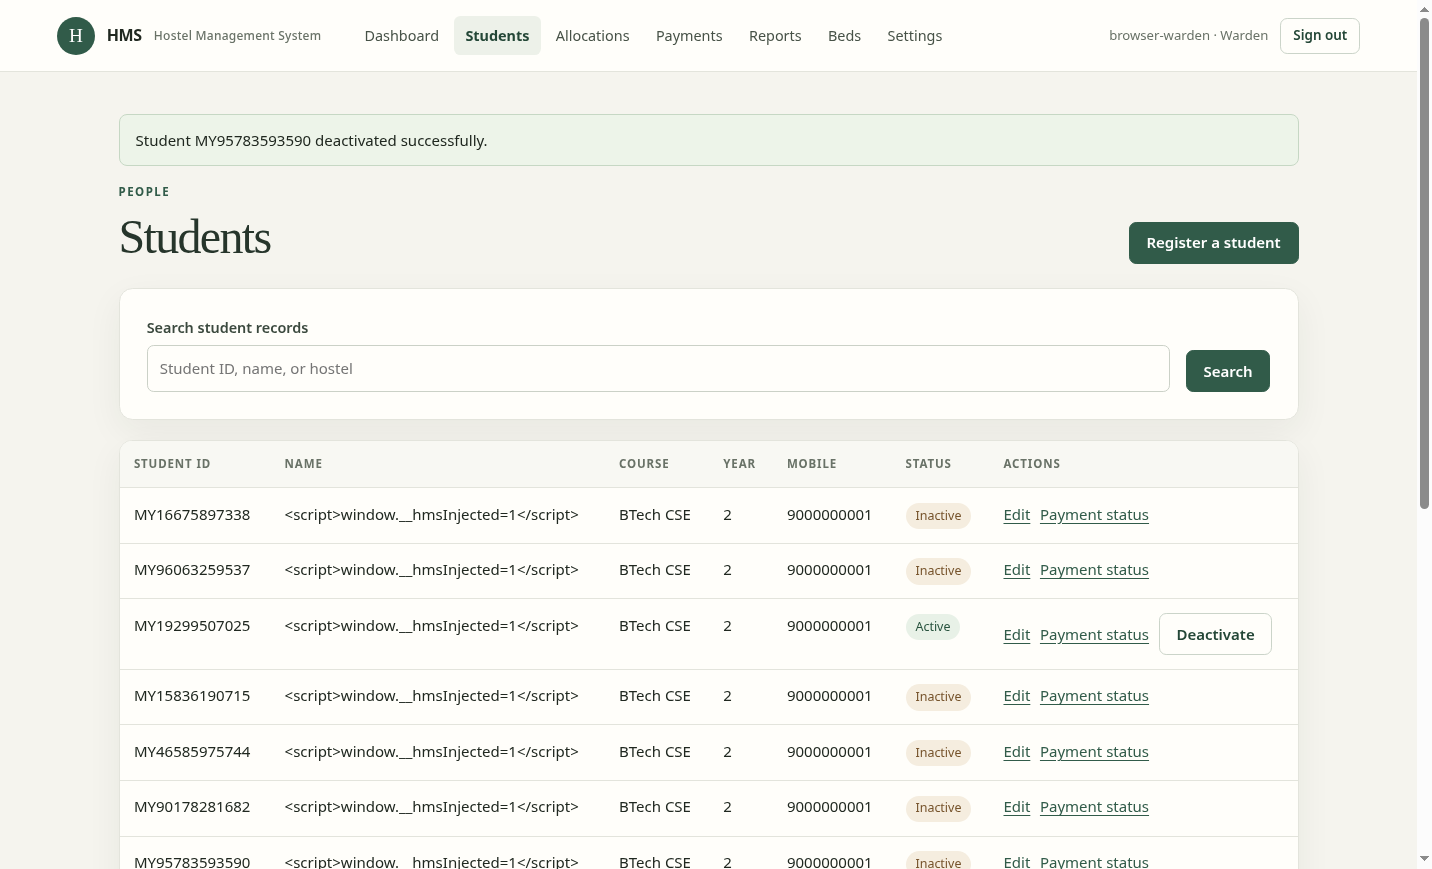 H HMS Hostel Management System Dashboard Students Allocations Payments Reports Beds Settings browser-warden · Warden Sign out
Student MY95783593590 deactivated successfully.
PEOPLE
Students
Register a student
Search student records
Student ID, name, or hostel
Search
STUDENT ID NAME COURSE YEAR MOBILE STATUS ACTIONS
MY16675897338 <script>window.__hmsInjected=1</script> BTech CSE 2 9000000001 Inactive Edit Payment status
MY96063259537 <script>window.__hmsInjected=1</script> BTech CSE 2 9000000001 Inactive Edit Payment status
MY19299507025 <script>window.__hmsInjected=1</script> BTech CSE 2 9000000001 Active Edit Payment status Deactivate
MY15836190715 <script>window.__hmsInjected=1</script> BTech CSE 2 9000000001 Inactive Edit Payment status
MY46585975744 <script>window.__hmsInjected=1</script> BTech CSE 2 9000000001 Inactive Edit Payment status
MY90178281682 <script>window.__hmsInjected=1</script> BTech CSE 2 9000000001 Inactive Edit Payment status
MY95783593590 <script>window.__hmsInjected=1</script> BTech CSE 2 9000000001 Inactive Edit Payment status